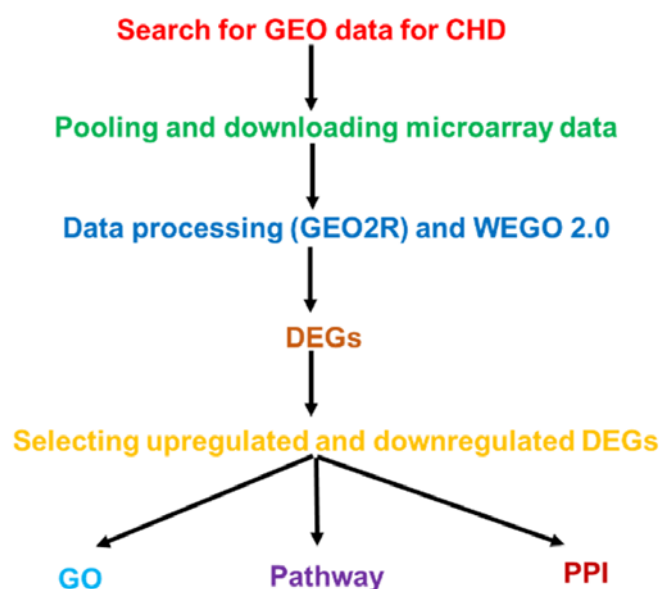 Search for GEO data for CHD
Pooling and downloading microarray data
Data processing (GEO2R) and WEGO 2.0
DEGs
Selecting upregulated and downregulated DEGs
GO
Pathway
PPI